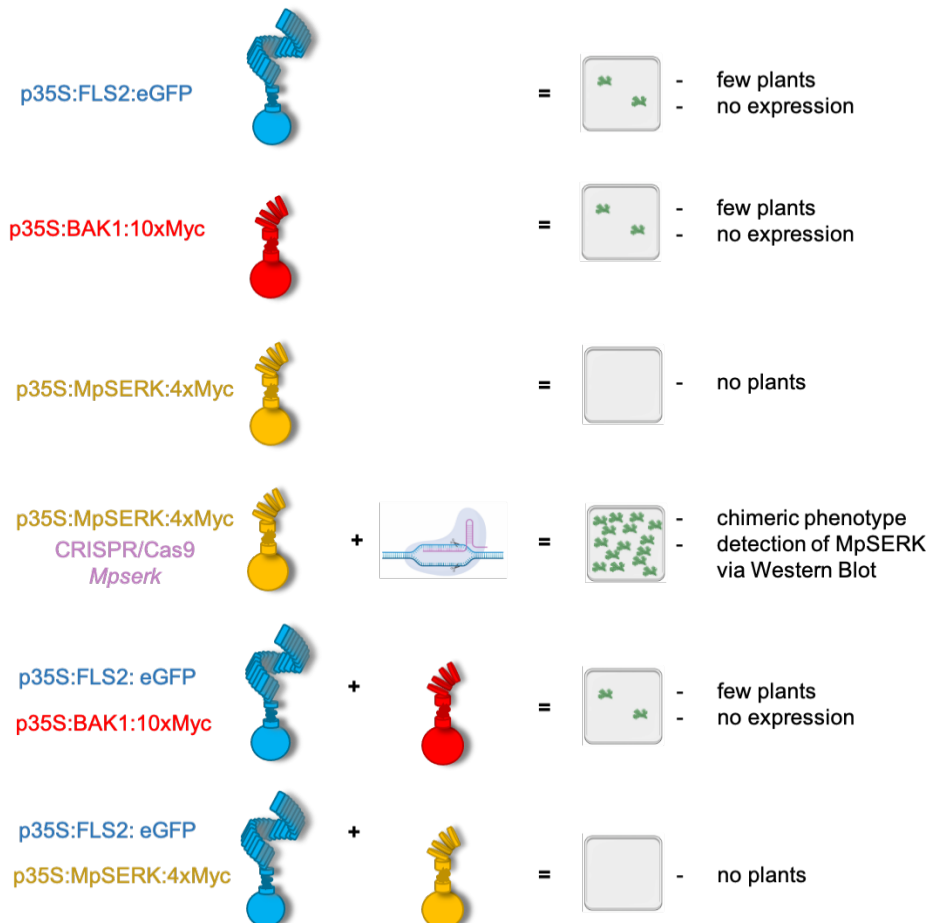 p35S:FLS2:eGFP = - few plants
- no expression
p35S:BAK1:10xMyc = - few plants
- no expression
p35S:MpSERK:4xMyc = - no plants
p35S:MpSERK:4xMyc
CRISPR/Cas9
Mpserk
+ = - chimeric phenotype
- detection of MpSERK
via Western Blot
p35S:FLS2: eGFP
+
p35S:BAK1:10xMyc
= - few plants
- no expression
p35S:FLS2: eGFP
+
p35S:MpSERK:4xMyc
= - no plants